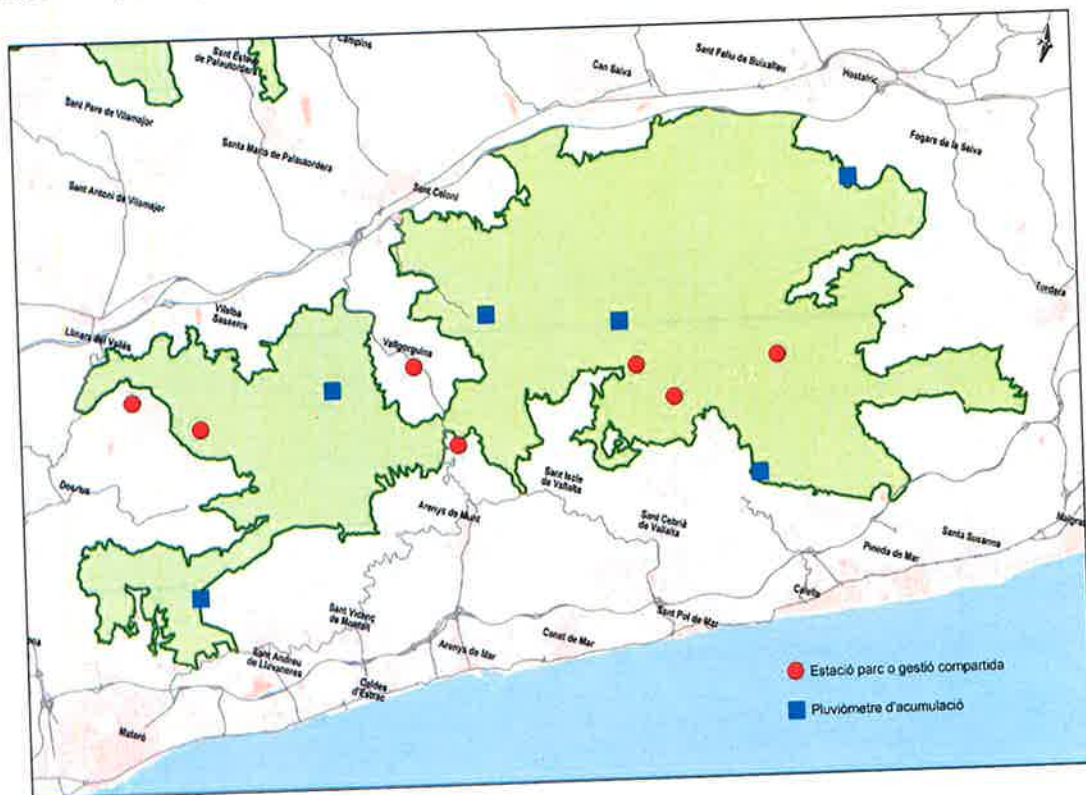 Campins
Sant Esteve
de Palautordera
Can Salvà
Sant Feliu de Buixalleu
Hostalric
Sant Pere de Vilamajor
Santa Maria de Palautordera
Fogars de la Selva
Sant Antoni de Vilamajor
Sant Celoni
Tordera
Vilalba
Sasserra
Llinars del Vallès
Vallgorguina
Dosrius
Sant Iscle
de Vallalta
Arenys de Munt
Sant Cebrià
de Vallalta
Santa Susanna
Pineda de Mar
Calella
Sant Vicenç
de Montalt
Sant Pol de Mar
Canet de Mar
Arenys de Mar
Sant Andreu
de Llavaneres
Caldes
d'Estrac
Mataró
Estació parc o gestió compartida
Pluviòmetre d'acumulació